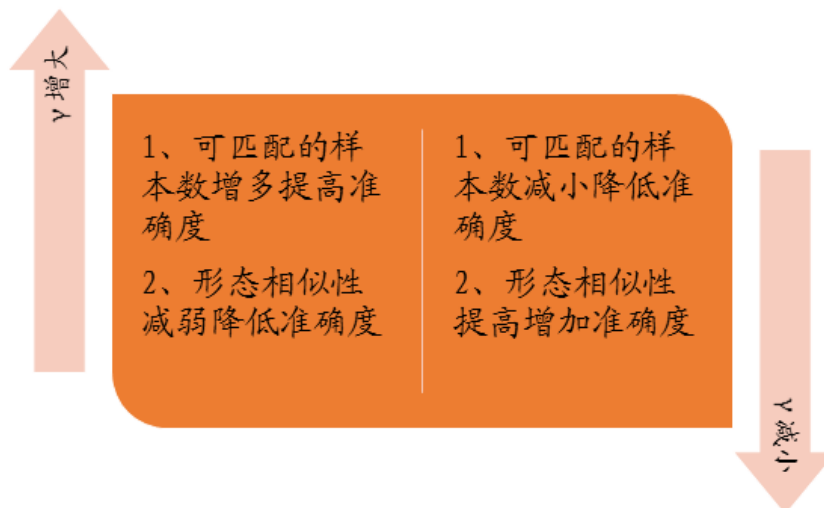 γ增大
1、可匹配的样
本数增多提高准
确度
2、形态相似性
减弱降低准确度
1、可匹配的样
本数减小降低准
确度
2、形态相似性
提高增加准确度
γ减小